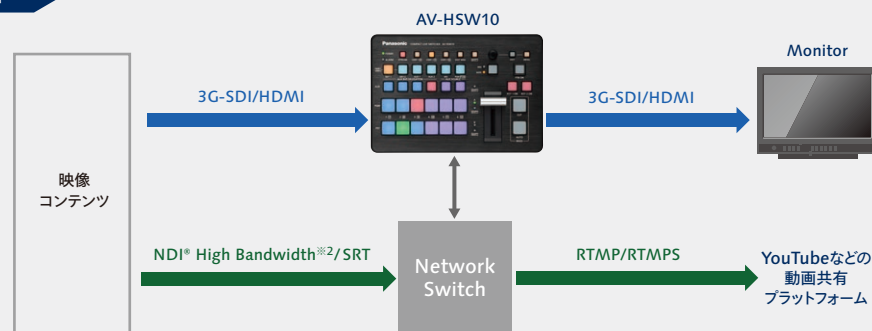 AV-HSW10
Panasonic
Monitor
3G-SDI/HDMI
3G-SDI/HDMI
映像
コンテンツ
NDI® High Bandwidth※2/SRT
Network
Switch
RTMP/RTMPS
YouTubeなどの
動画共有
プラットフォーム